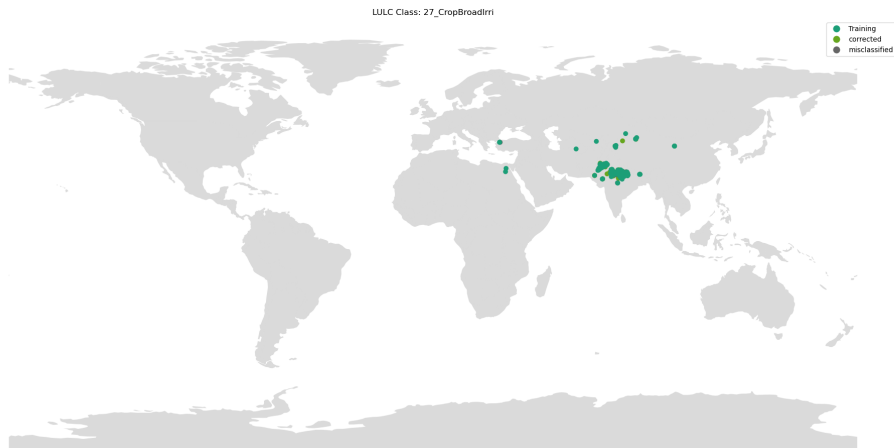 LULC Class: 27_CropBroadIrri
Training
corrected
misclassified